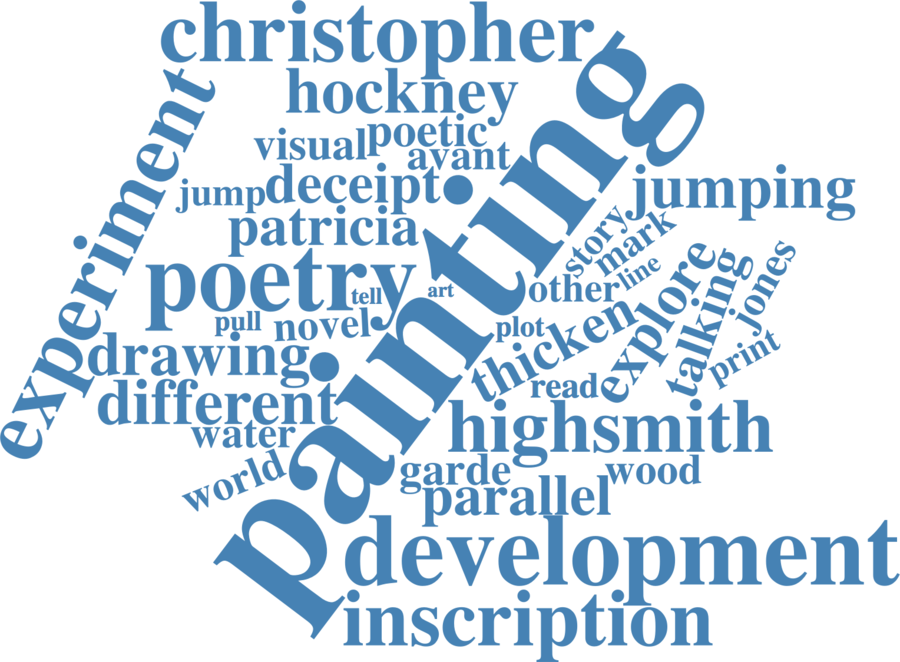 christopher
hockney
experiment
painting
visual
poetic
avant
jump
deceipt
jumping
patricia
story
mark
poetry
tell
art
other
line
explore
talking
jones
pull
novel
plot
thicken
print
drawing
read
different
water
highsmith
world
garde
wood
parallel
development
inscription